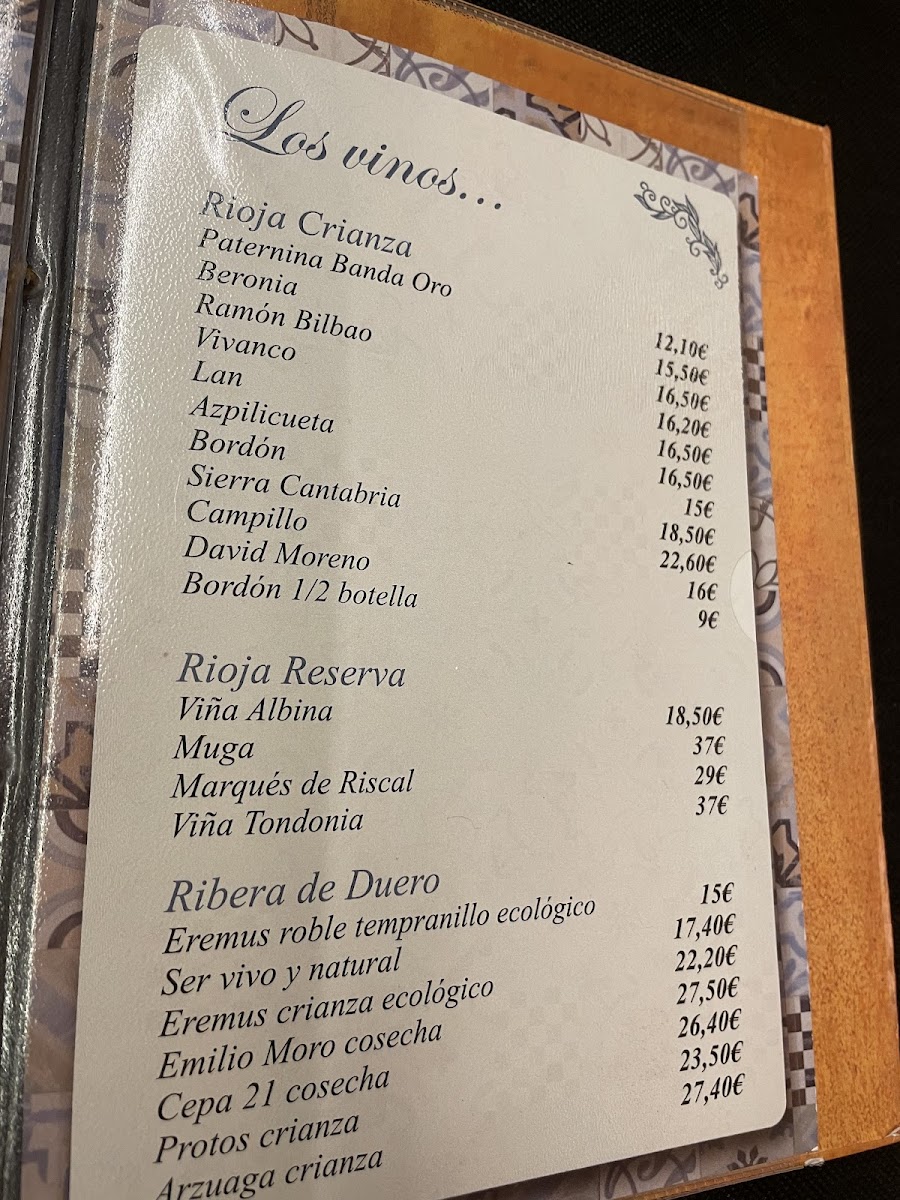 Los vinos...
Rioja Crianza
Paternina Banda Oro 12,10€
Beronia 15,50€
Ramón Bilbao 16,50€
Vivanco 16,20€
Lan 16,50€
Azpilicueta 16,50€
Bordón 15€
Sierra Cantabria 18,50€
Campillo 22,60€
David Moreno 16€
Bordón 1/2 botella 9€
Rioja Reserva
Viña Albina 18,50€
Muga 37€
Marqués de Riscal 29€
Viña Tondonia 37€
Ribera de Duero
Eremus roble tempranillo ecológico 15€
Ser vivo y natural 17,40€
Eremus crianza ecológico 22,20€
Emilio Moro cosecha 27,50€
Cepa 21 cosecha 26,40€
Protos crianza 23,50€
Arzuaga crianza 27,40€